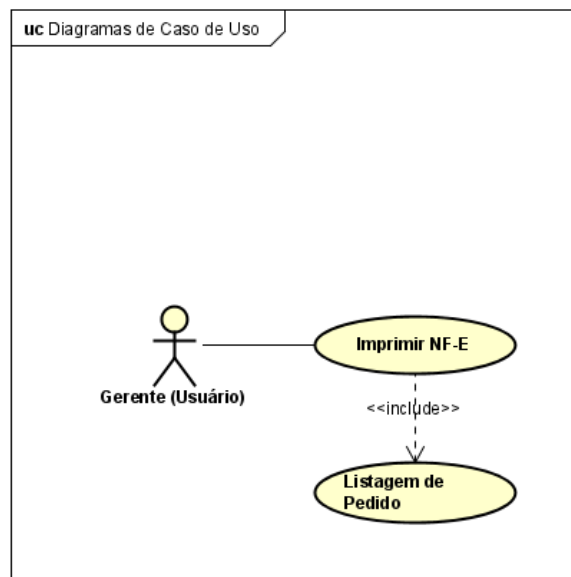 uc Diagramas de Caso de Uso
Imprimir NF-E
Gerente (Usuário)
<<include>>
Listagem de
Pedido